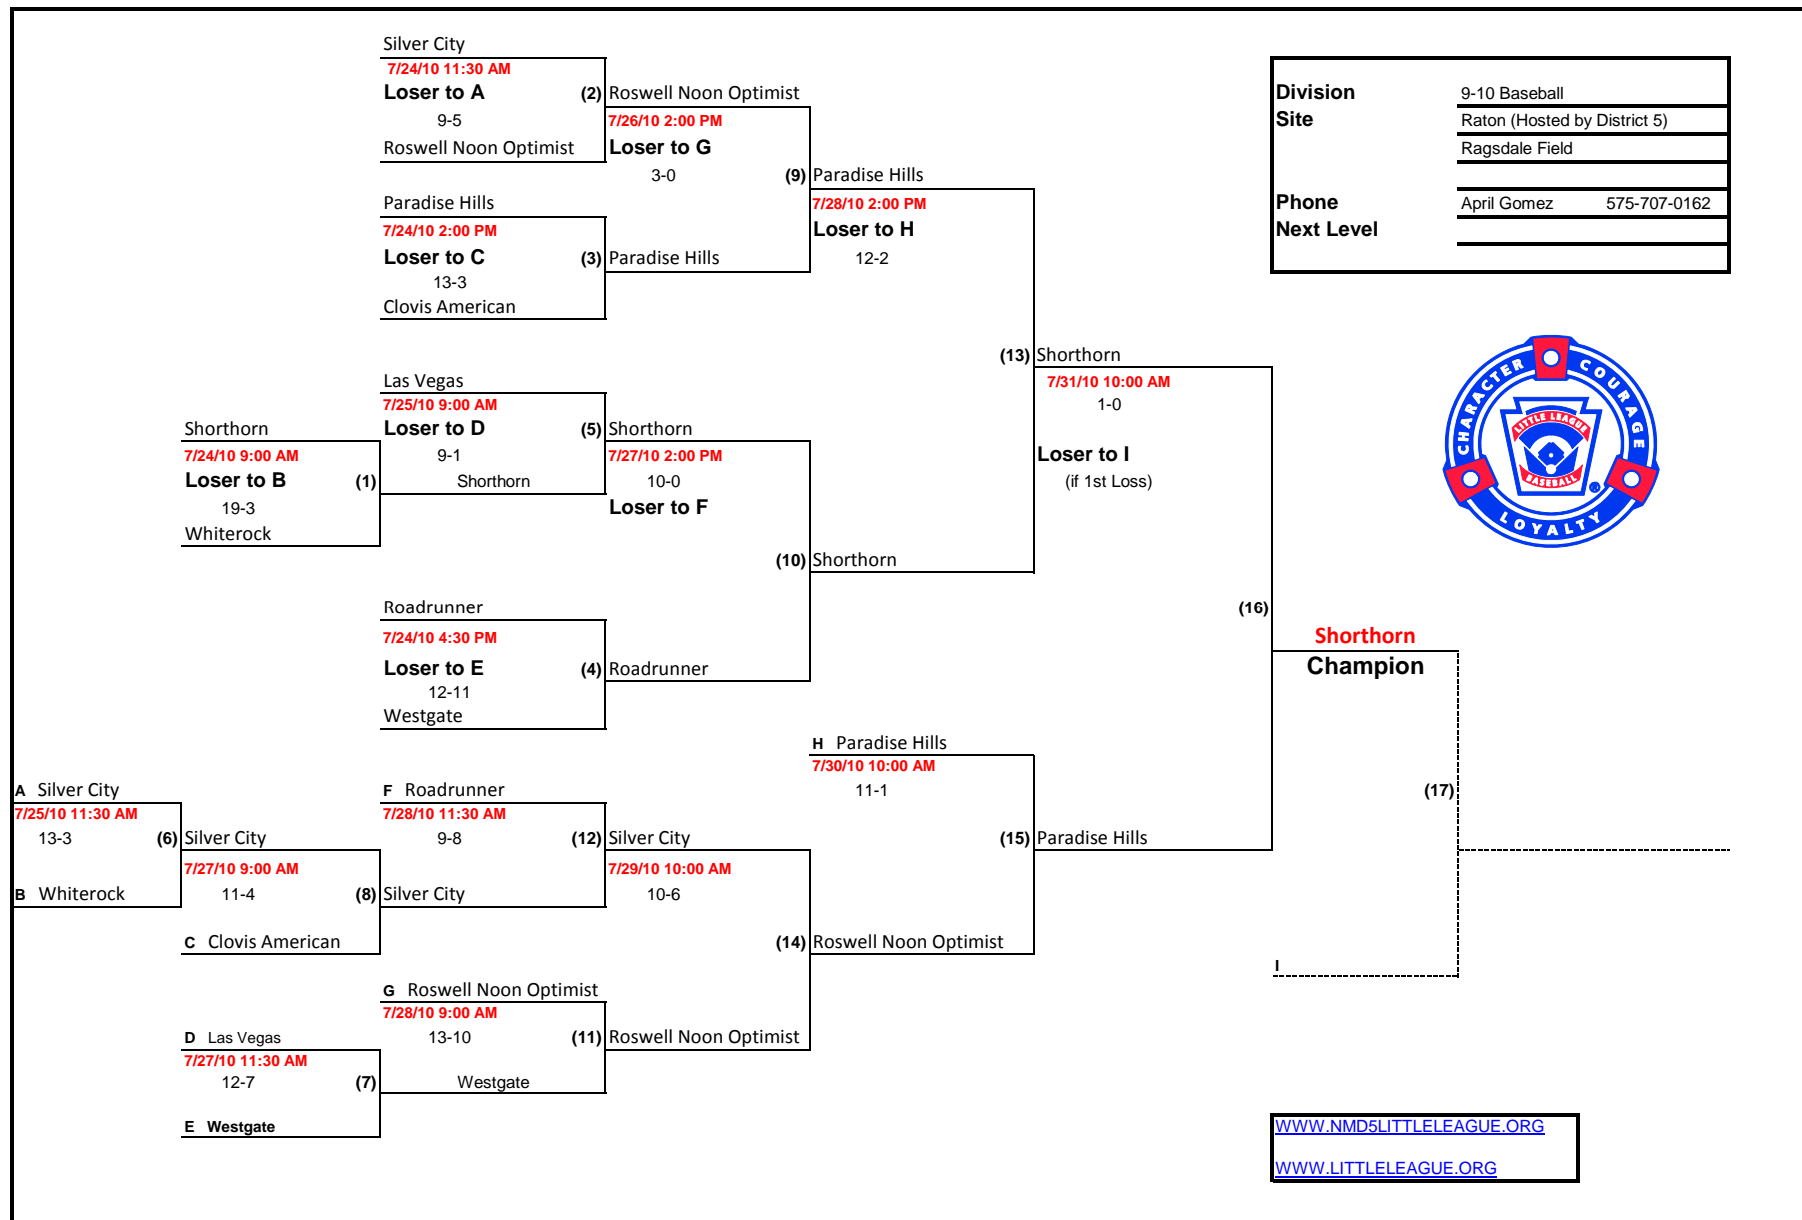 Silver City
7/24/10 11:30 AM
Loser to A
(2)
9-5
Roswell Noon Optimist
Roswell Noon Optimist
7/26/10 2:00 PM
Loser to G
3-0
(9)
Paradise Hills
7/24/10 2:00 PM
Loser to C
(3)
13-3
Clovis American
Paradise Hills
Paradise Hills
7/28/10 2:00 PM
Loser to H
12-2
Division
9-10 Baseball
Site
Raton (Hosted by District 5)
Ragsdale Field
Phone
April Gomez 575-707-0162
Next Level
CHARACTER
COURAGE
LOYALTY
LITTLE LEAGUE
BASEBALL
®
(13)
Shorthorn
7/31/10 10:00 AM
1-0
Loser to I
(if 1st Loss)
Las Vegas
7/25/10 9:00 AM
Loser to D
(5)
9-1
Shorthorn
Shorthorn
7/24/10 9:00 AM
Loser to B
(1)
19-3
Whiterock
Shorthorn
7/27/10 2:00 PM
10-0
Loser to F
(10)
Shorthorn
Roadrunner
7/24/10 4:30 PM
Loser to E
(4)
12-11
Westgate
Roadrunner
(16)
Shorthorn
Champion
(17)
I
H Paradise Hills
7/30/10 10:00 AM
11-1
(15)
Paradise Hills
A Silver City
7/25/10 11:30 AM
13-3
(6)
B Whiterock
Silver City
7/27/10 9:00 AM
11-4
(8)
C Clovis American
F Roadrunner
7/28/10 11:30 AM
9-8
(12)
Silver City
Silver City
7/29/10 10:00 AM
10-6
(14)
Roswell Noon Optimist
G Roswell Noon Optimist
7/28/10 9:00 AM
13-10
(11)
Roswell Noon Optimist
D Las Vegas
7/27/10 11:30 AM
12-7
(7)
Westgate
E Westgate
WWW.NMD5LITTLELEAGUE.ORG
WWW.LITTLELEAGUE.ORG